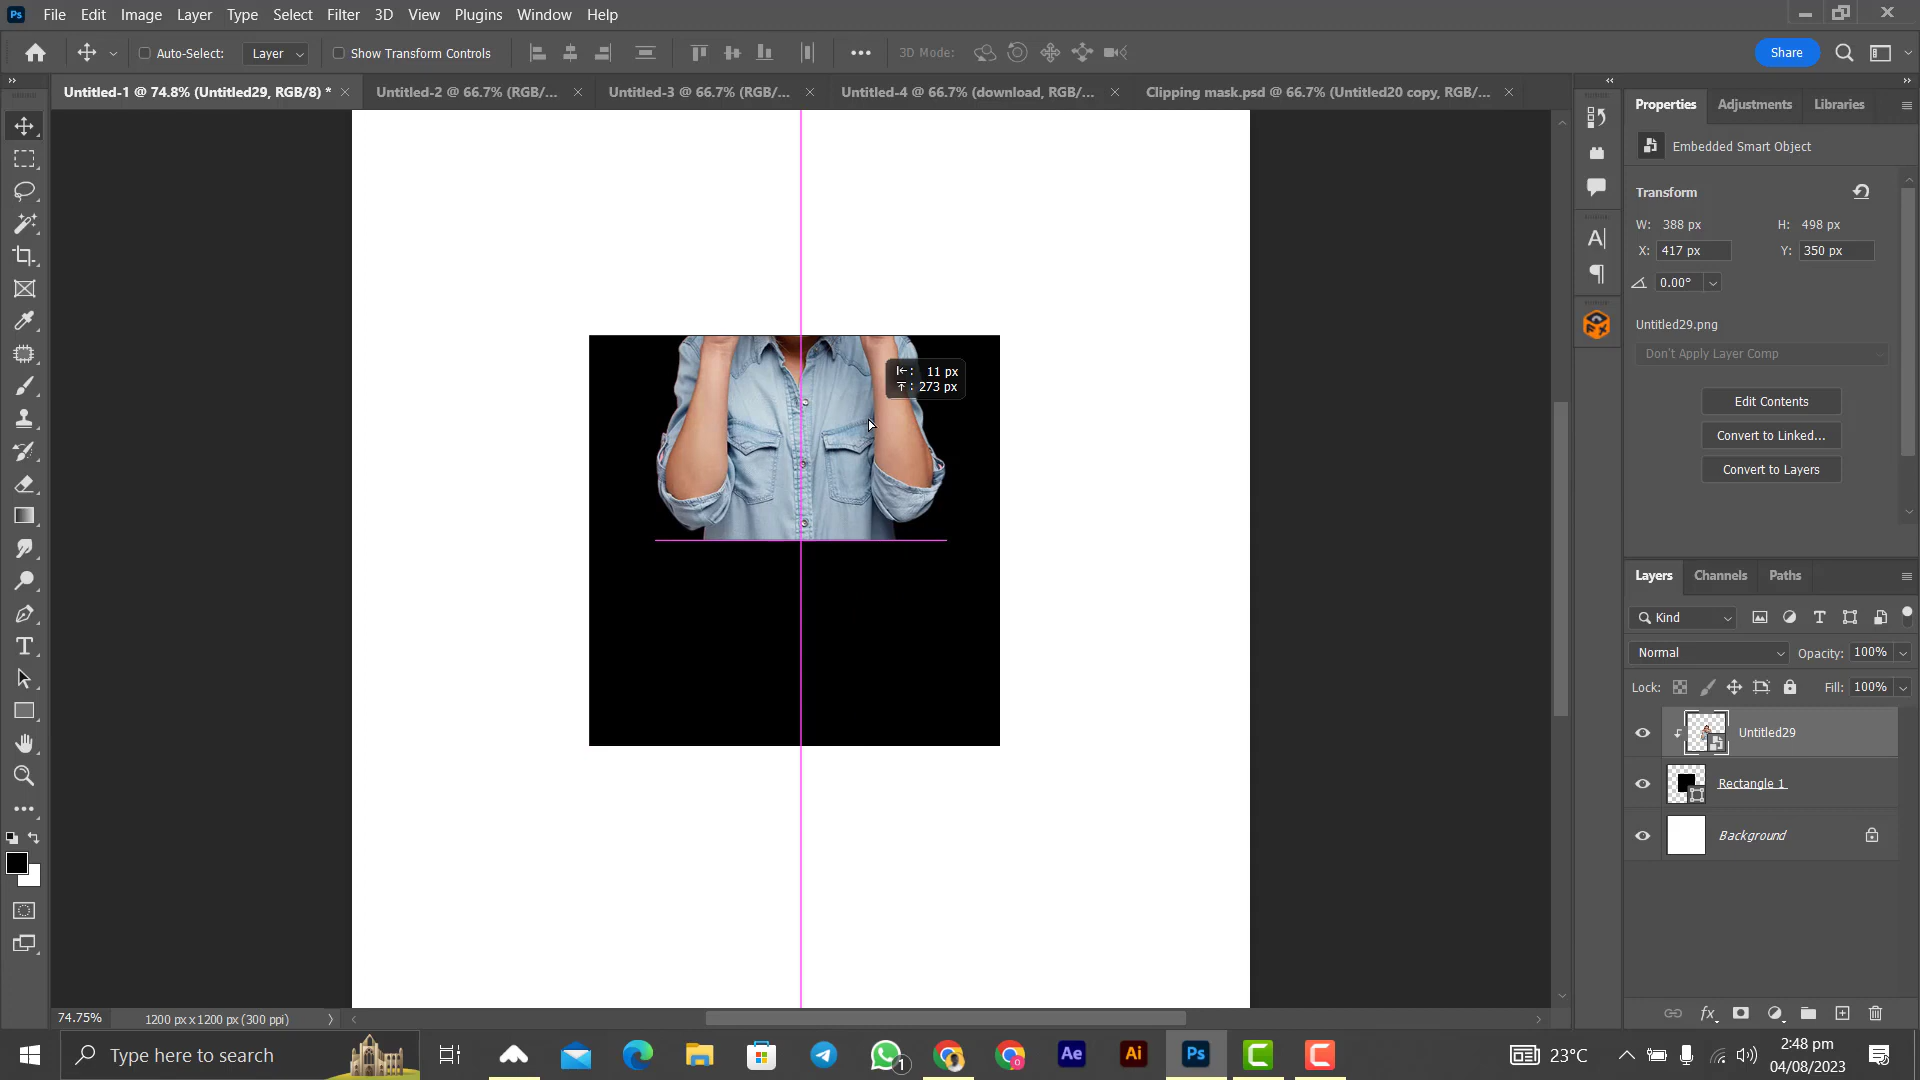 Ps File Edit Image Layer Type Select Filter 3D View Plugins Window Help
Auto-Select: Layer Show Transform Controls 3D Mode: Share
Untitled-1 @ 74.8% (Untitled29, RGB/8) * Untitled-2 @ 66.7% (RGB/... Untitled-3 @ 66.7% (RGB/... Untitled-4 @ 66.7% (download, RGB/... Clipping mask.psd @ 66.7% (Untitled20 copy, RGB/...
Properties Adjustments Libraries
Embedded Smart Object
Transform
W: 388 px H: 498 px
X: 417 px Y: 350 px
0.00°
Untitled29.png
Don't Apply Layer Comp
Edit Contents
Convert to Linked...
Convert to Layers
11 px
273 px
Layers Channels Paths
Kind
Normal Opacity: 100%
Lock: Fill: 100%
Untitled29
Rectangle 1
Background
74.75% 1200 px x 1200 px (300 ppi)
Type here to search
1
Ae Ai Ps
23°C
2:48 pm
04/08/2023